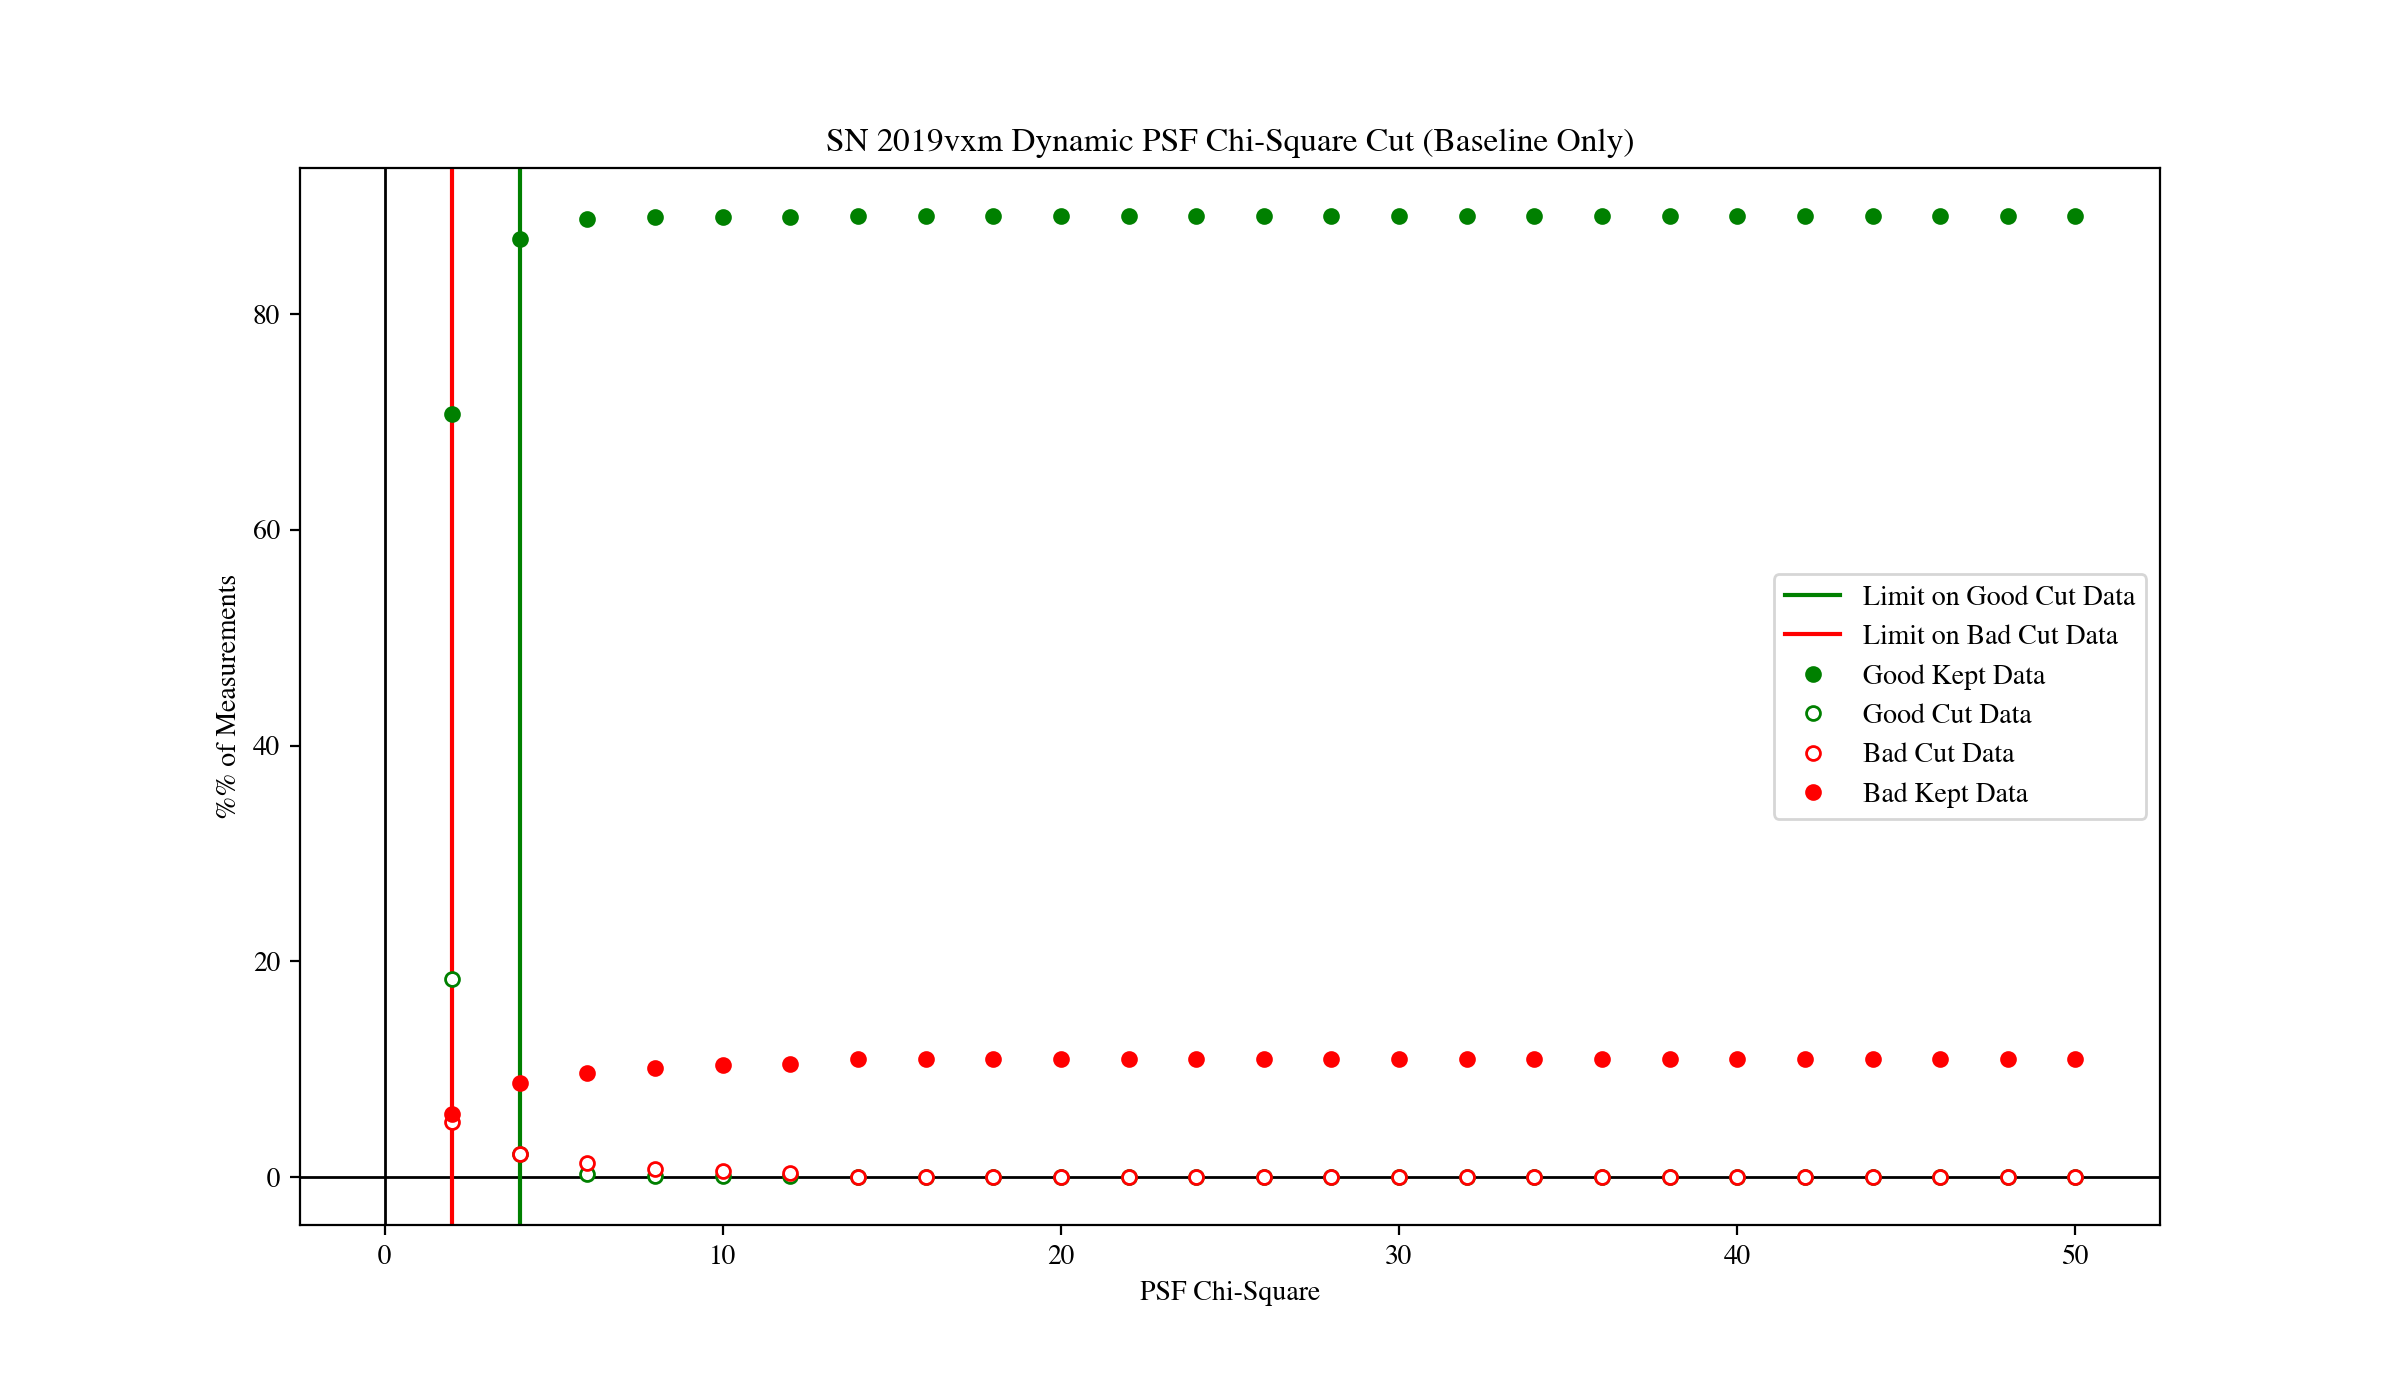 SN 2019vxm Dynamic PSF Chi-Square Cut (Baseline Only)
%% of Measurements
80
60
40
20
0
Limit on Good Cut Data
Limit on Bad Cut Data
Good Kept Data
Good Cut Data
Bad Cut Data
Bad Kept Data
0 10 20 30 40 50
PSF Chi-Square